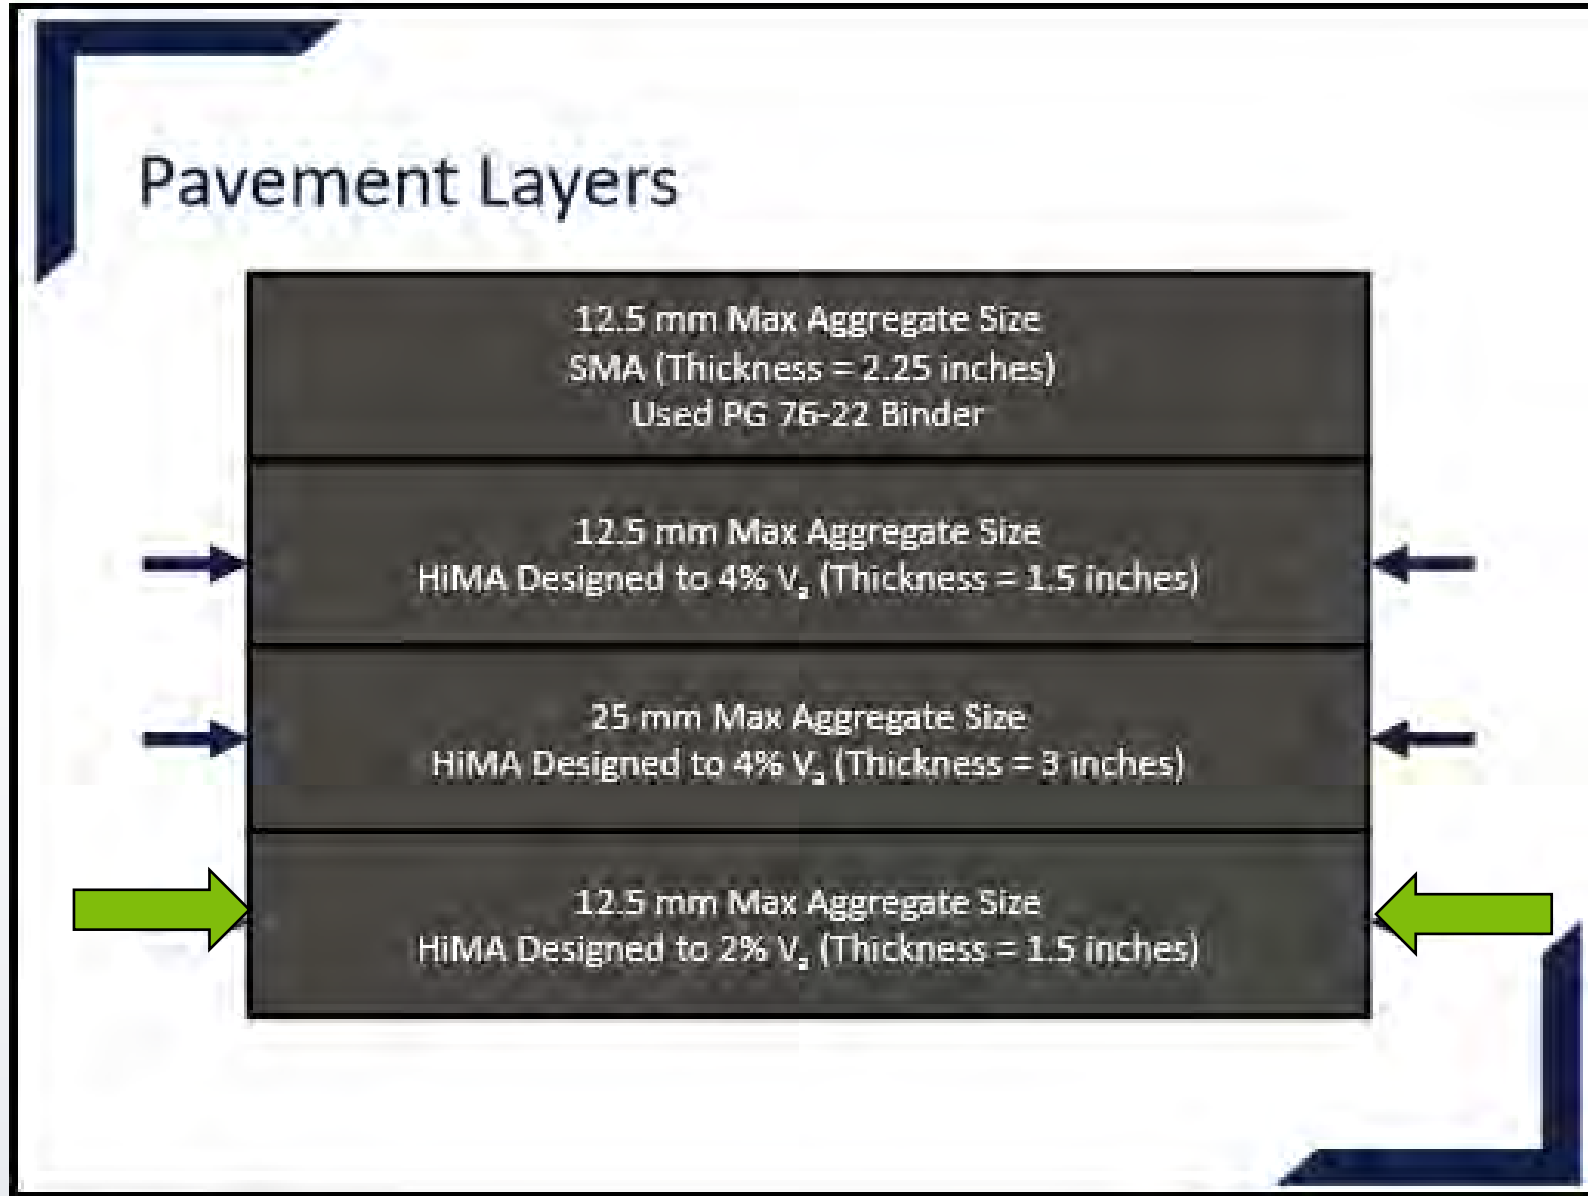 Pavement Layers
12.5 mm Max Aggregate Size
SMA (Thickness = 2.25 inches)
Used PG 76-22 Binder
12.5 mm Max Aggregate Size
HiMA Designed to 4% Vₐ (Thickness = 1.5 inches)
25 mm Max Aggregate Size
HiMA Designed to 4% Vₐ (Thickness = 3 inches)
12.5 mm Max Aggregate Size
HiMA Designed to 2% Vₐ (Thickness = 1.5 inches)